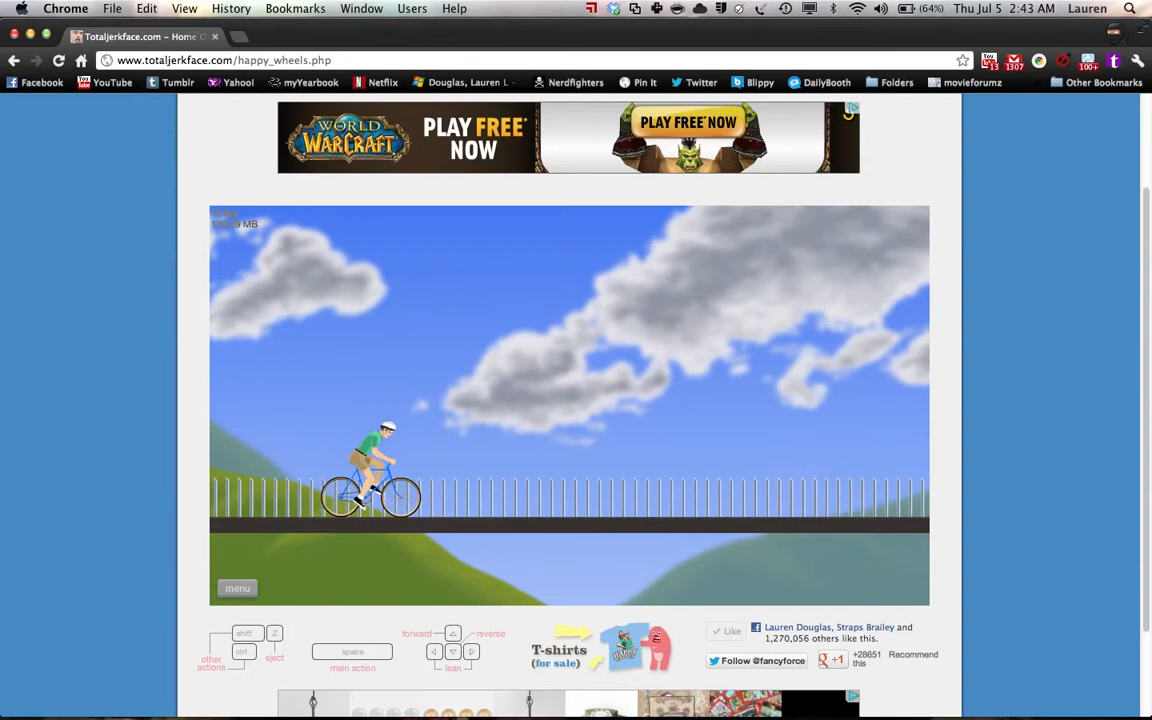 Chrome File Edit View History Bookmarks Window Users Help (64%) Thu Jul 5 2:43 AM Lauren
Totaljerkface.com – Home O
www.totaljerkface.com/happy_wheels.php 13 1307 100+ t
Facebook YouTube Tumblr Yahoo! myYearbook Netflix Douglas, Lauren L Nerdfighters Pin It Twitter Blippy DailyBooth Folders movieforumz Other Bookmarks
WORLD WARCRAFT PLAY FREE* NOW PLAY FREE* NOW
MB
menu
shift Z
ctrl
other actions
eject
space
main action
forward
reverse
lean
T-shirts
(for sale)
Like Lauren Douglas, Straps Brailey and
1,270,056 others like this.
Follow @fancyforce +1 +28651 Recommend
this